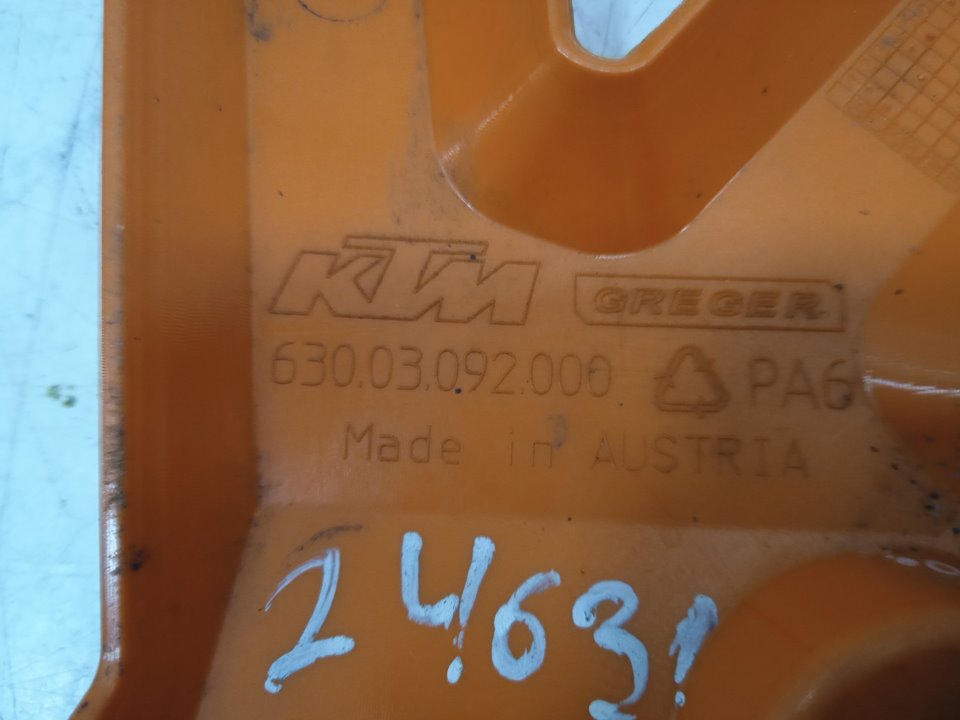 KTM GREGER
630.03.092.000 PA6
Made in AUSTRIA
24631